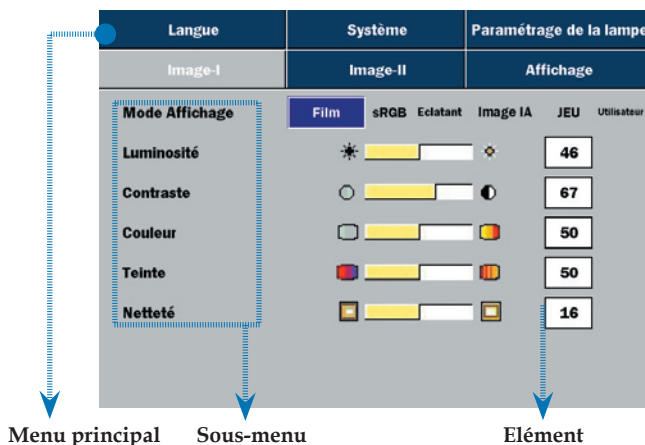 Langue Système Paramétrage de la lampe
Image-I Image-II Affichage
Mode Affichage Film sRGB Eclatant Image IA JEU Utilisateur
Luminosité 46
Contraste 67
Couleur 50
Teinte 50
Netteté 16
Menu principal Sous-menu Elément